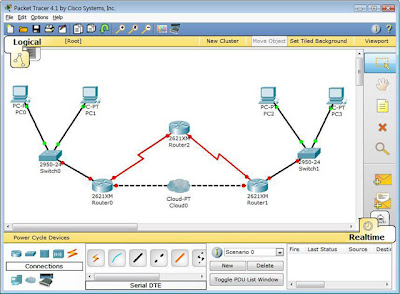 Packet Tracer 4.1 by Cisco Systems, Inc.
File Edit Options Help
Logical [Root] New Cluster Move Object Set Tiled Background Viewport
PC-PT
PC0
PC-PT
PC1
PC-PT
PC2
PC-PT
PC3
2621XM
Router2
2950-24
Switch0
2950-24
Switch1
2621XM
Router0
Cloud-PT
Cloud0
2621XM
Router1
Power Cycle Devices
Realtime
Connections
Serial DTE
Scenario 0
New Delete
Toggle PDU List Window
Fire Last Status Source